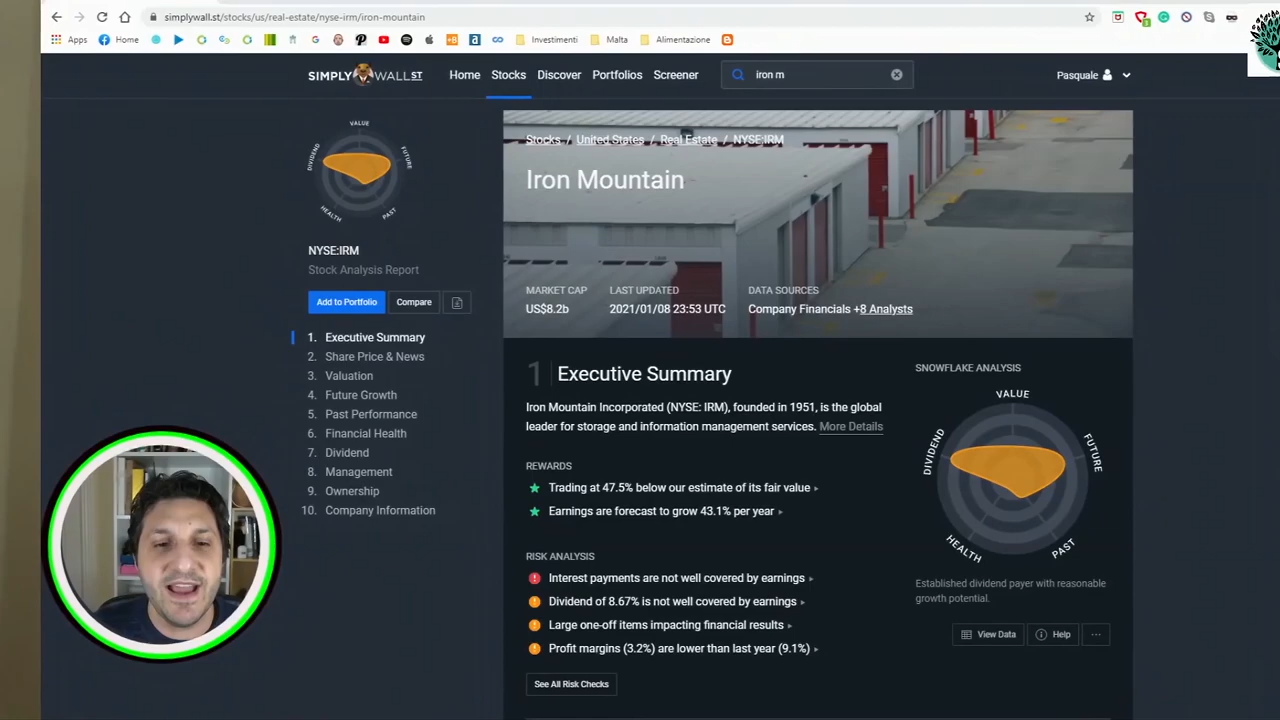 simplywall.st/stocks/us/real-estate/nyse-irm/iron-mountain
Apps
Home
Investimenti
Malta
Alimentazione
SIMPLY WALL ST
Home
Stocks
Discover
Portfolios
Screener
iron m
Pasquale
VALUE
FUTURE
PAST
HEALTH
DIVIDEND
NYSE:IRM
Stock Analysis Report
Add to Portfolio
Compare
1. Executive Summary
2. Share Price & News
3. Valuation
4. Future Growth
5. Past Performance
6. Financial Health
7. Dividend
8. Management
9. Ownership
10. Company Information
Stocks / United States / Real Estate / NYSE:IRM
Iron Mountain
MARKET CAP
US$8.2b
LAST UPDATED
2021/01/08 23:53 UTC
DATA SOURCES
Company Financials +8 Analysts
1 Executive Summary
Iron Mountain Incorporated (NYSE: IRM), founded in 1951, is the global
leader for storage and information management services. More Details
REWARDS
Trading at 47.5% below our estimate of its fair value
Earnings are forecast to grow 43.1% per year
RISK ANALYSIS
Interest payments are not well covered by earnings
Dividend of 8.67% is not well covered by earnings
Large one-off items impacting financial results
Profit margins (3.2%) are lower than last year (9.1%)
See All Risk Checks
SNOWFLAKE ANALYSIS
VALUE
FUTURE
PAST
HEALTH
DIVIDEND
Established dividend payer with reasonable
growth potential.
View Data
Help